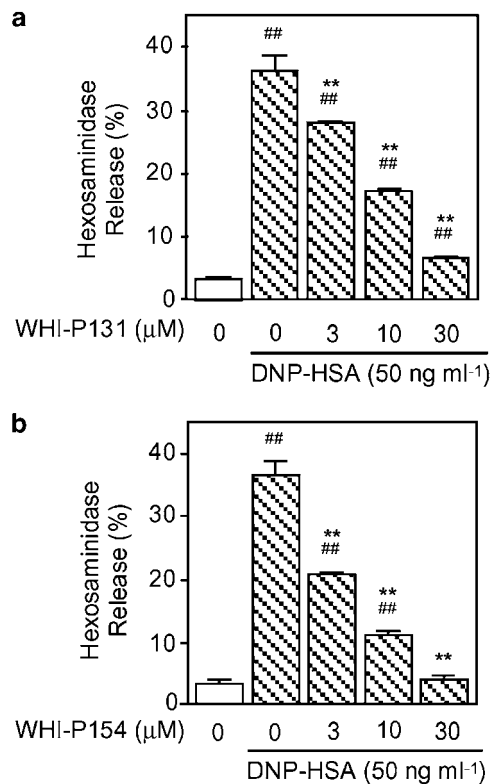 a
Hexosaminidase
Release (%)
40
30
20
10
0
##
**
##
**
##
**
##
WHI-P131 (μM) 0 0 3 10 30
DNP-HSA (50 ng ml-1)
b
Hexosaminidase
Release (%)
40
30
20
10
0
##
**
##
**
##
**
WHI-P154 (μM) 0 0 3 10 30
DNP-HSA (50 ng ml-1)